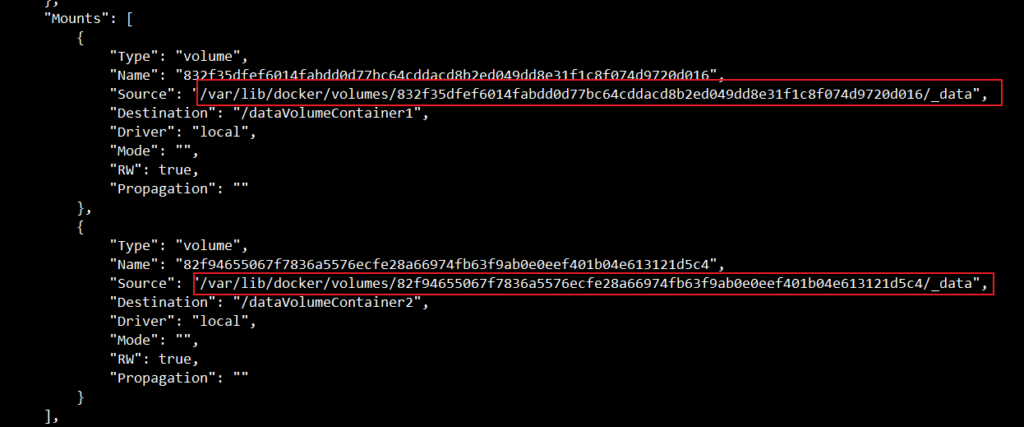 },
"Mounts": [
{
"Type": "volume",
"Name": "832f35dfef6014fabdd0d77bc64cddacd8b2ed049dd8e31f1c8f074d9720d016",
"Source": "/var/lib/docker/volumes/832f35dfef6014fabdd0d77bc64cddacd8b2ed049dd8e31f1c8f074d9720d016/_data",
"Destination": "/dataVolumeContainer1",
"Driver": "local",
"Mode": "",
"RW": true,
"Propagation": ""
},
{
"Type": "volume",
"Name": "82f94655067f7836a5576ecfe28a66974fb63f9ab0e0eef401b04e613121d5c4",
"Source": "/var/lib/docker/volumes/82f94655067f7836a5576ecfe28a66974fb63f9ab0e0eef401b04e613121d5c4/_data",
"Destination": "/dataVolumeContainer2",
"Driver": "local",
"Mode": "",
"RW": true,
"Propagation": ""
}
],